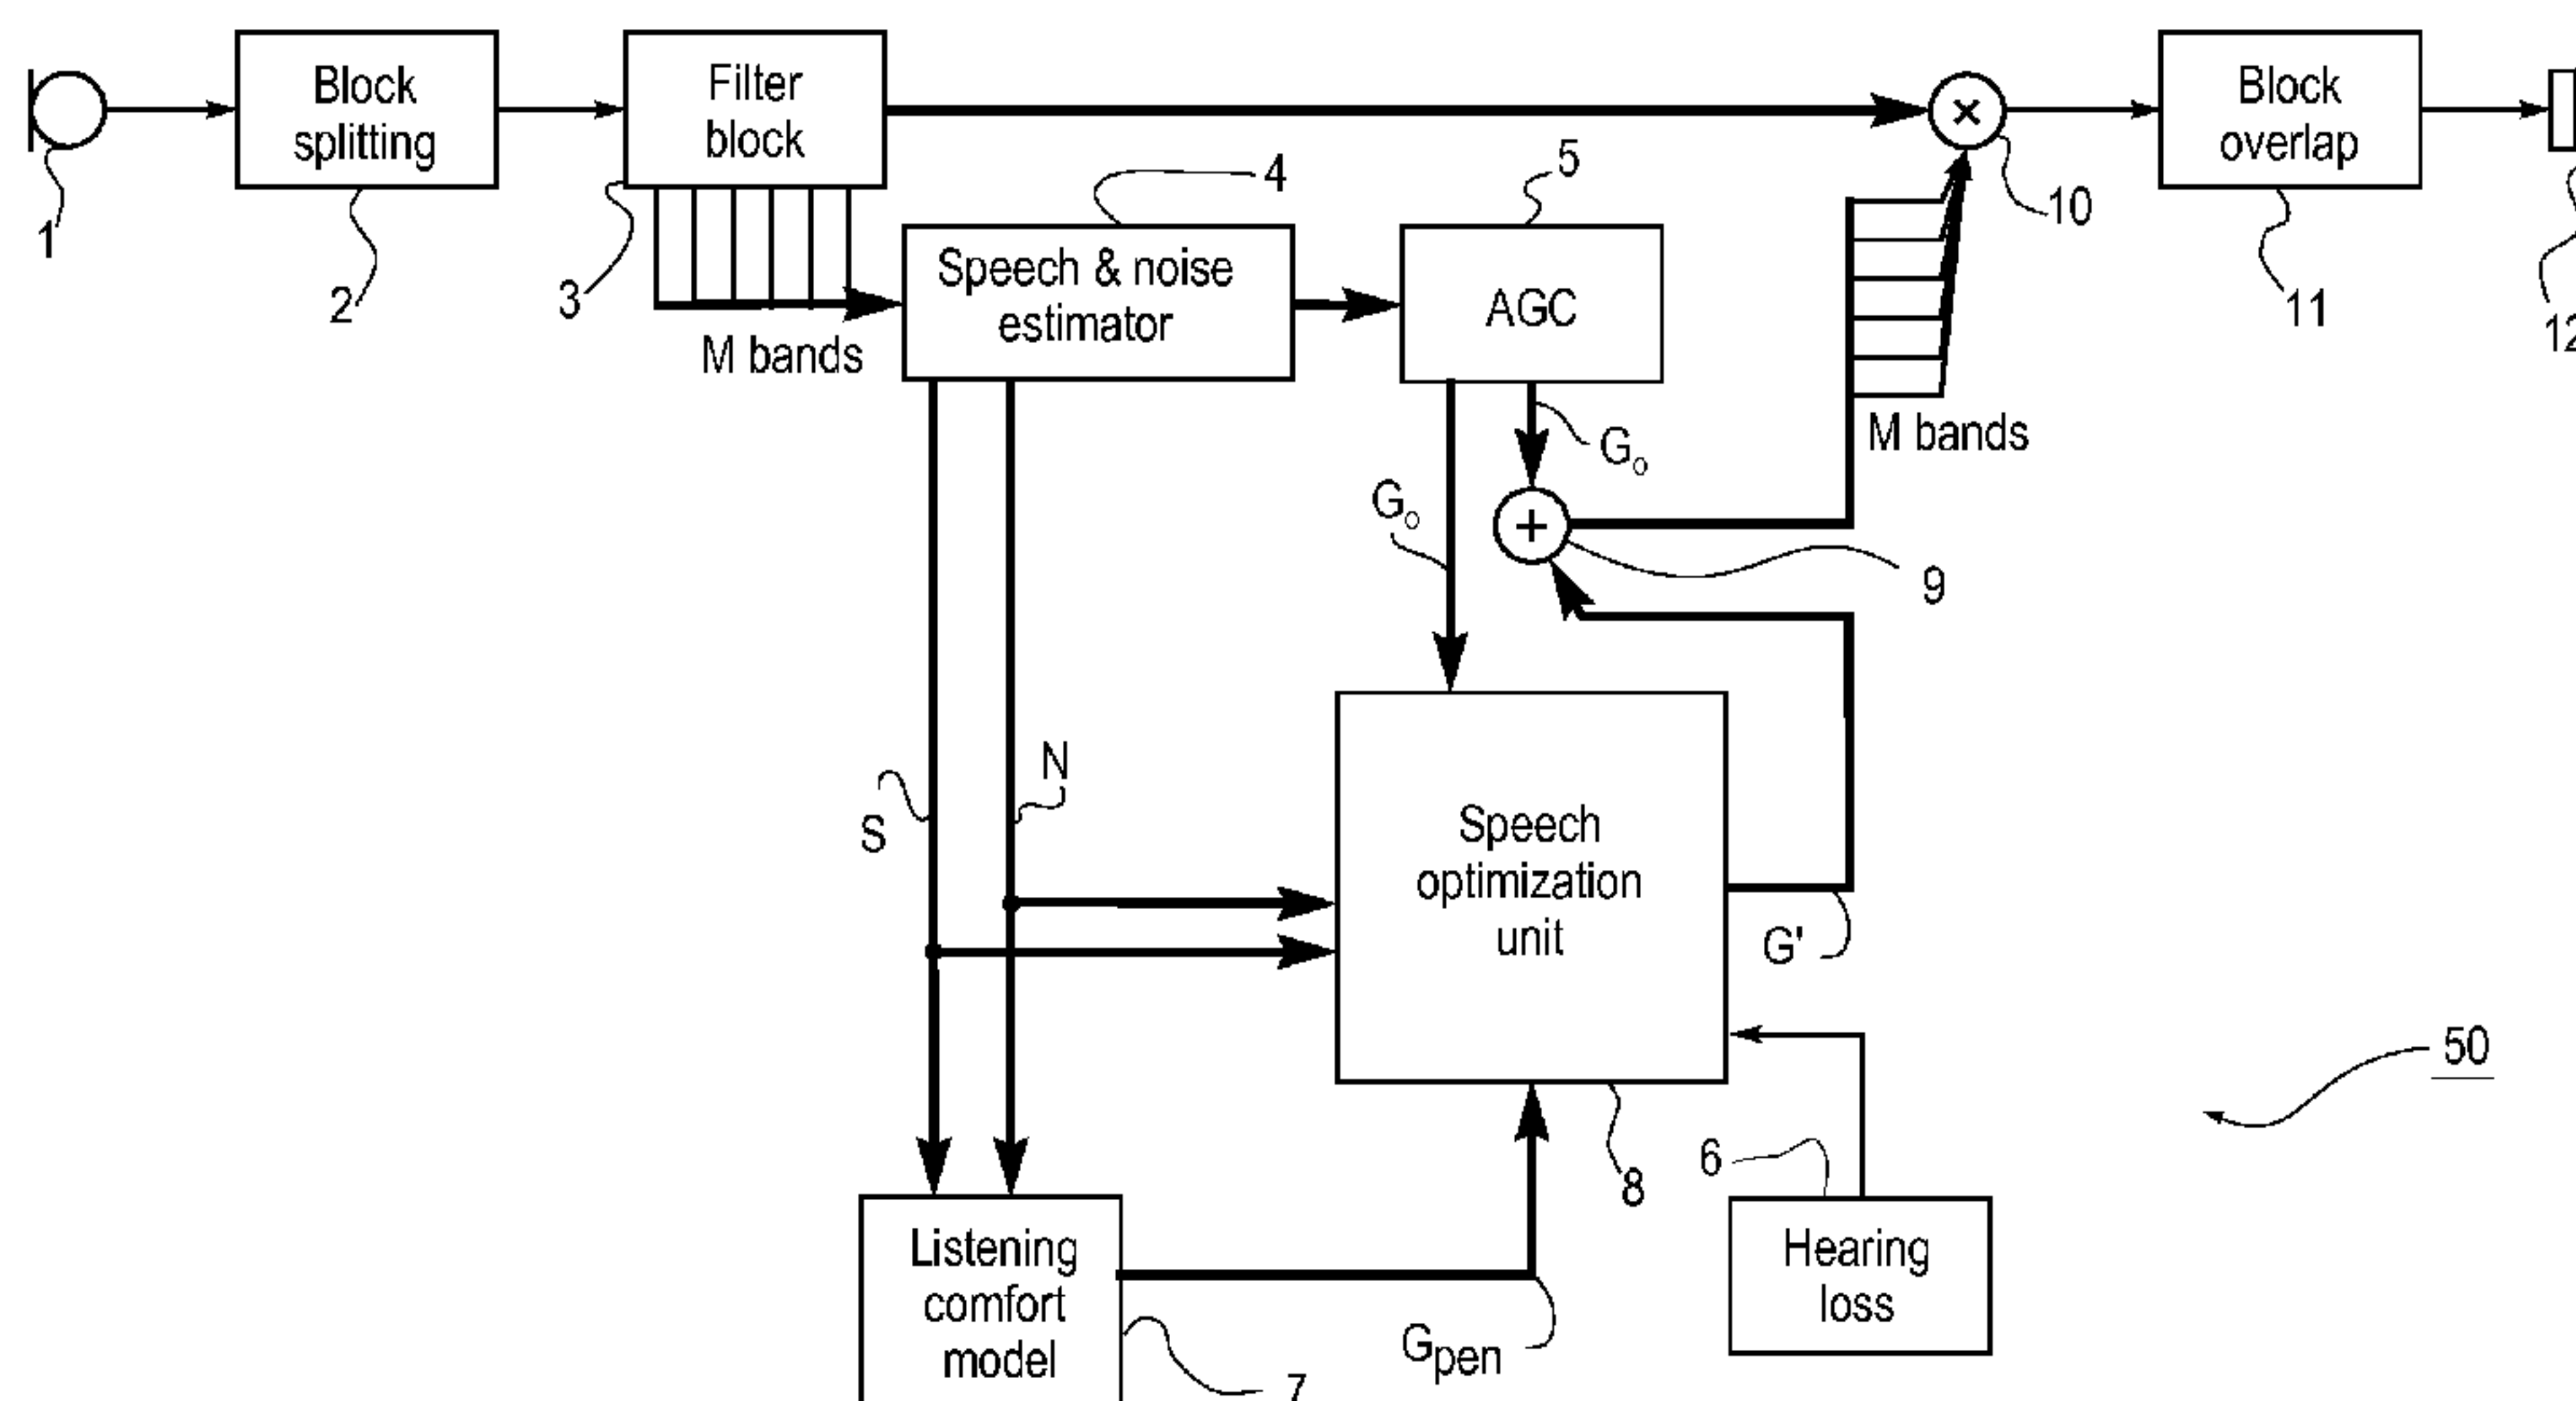 Block
splitting
Filter
block
Block
overlap
1
2
3
4
5
10
11
12
Speech & noise
estimator
AGC
M bands
M bands
Go
Go
9
N
S
Speech
optimization
unit
G'
50
6
8
Listening
comfort
model
Gpen
Hearing
loss
7